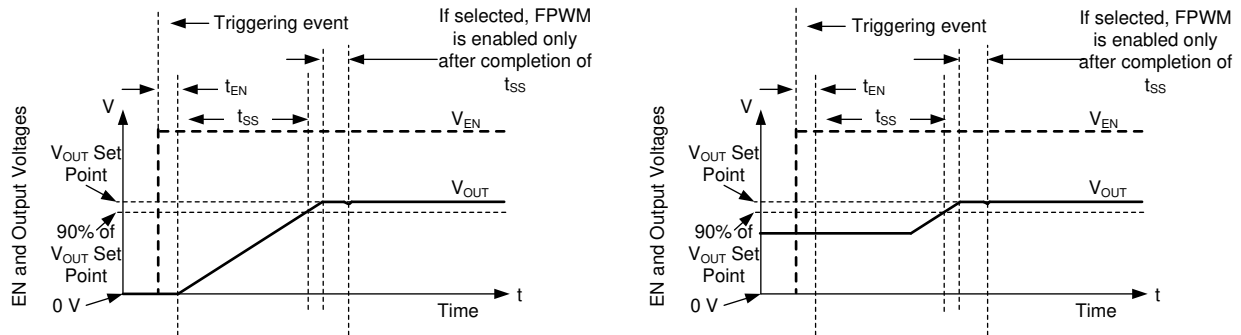 Triggering event
If selected, FPWM
is enabled only
after completion of
tSS
tEN
tSS
V
VEN
VOUT Set
Point
VOUT
90% of
VOUT Set
Point
0 V
t
Time
EN and Output Voltages
Triggering event
If selected, FPWM
is enabled only
after completion of
tSS
tEN
tSS
V
VEN
VOUT Set
Point
VOUT
90% of
VOUT Set
Point
0 V
t
Time
EN and Output Voltages